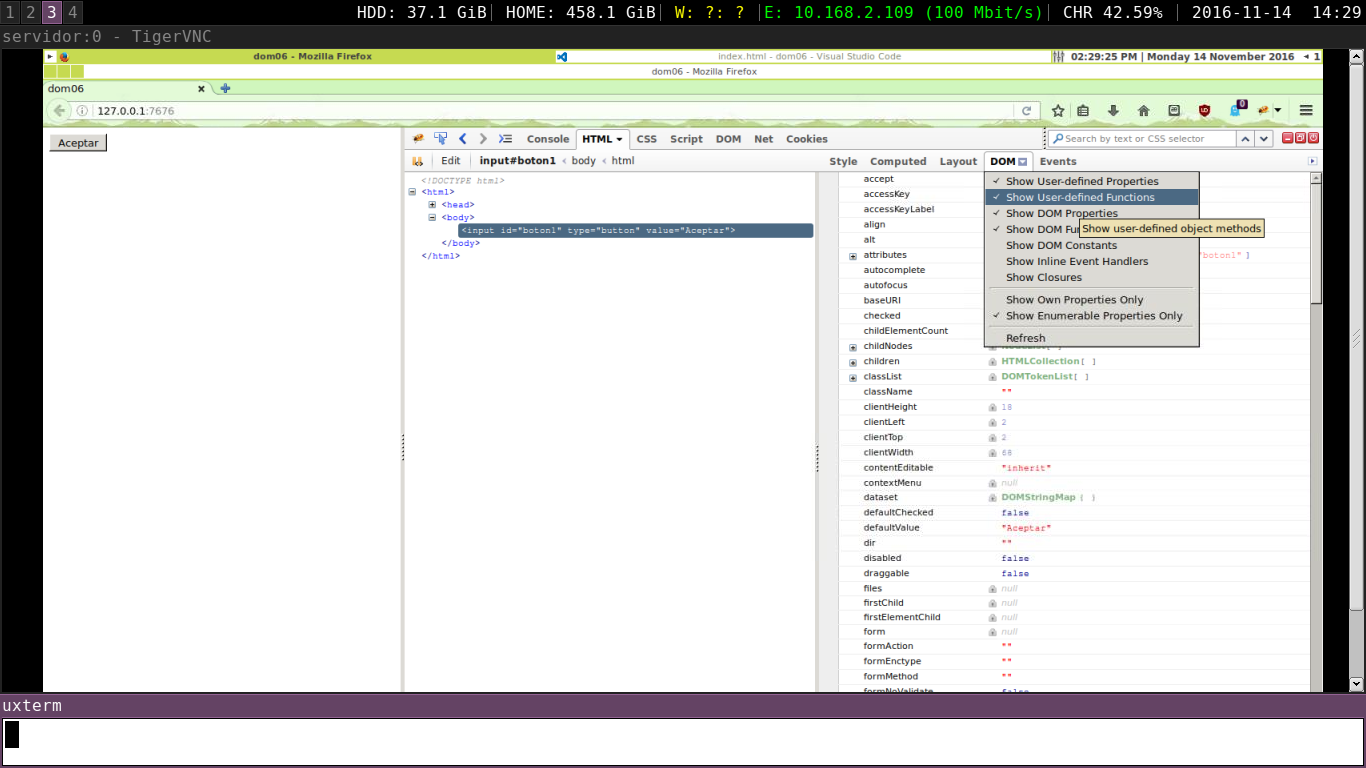 1 2 3 4 HDD: 37.1 GiB| HOME: 458.1 GiB| W: ?: ? |E: 10.168.2.109 (100 Mbit/s)| CHR 42.59% | 2016-11-14 14:29
servidor:0 - TigerVNC
dom06 - Mozilla Firefox index.html - dom06 - Visual Studio Code 02:29:25 PM | Monday 14 November 2016 1
dom06 - Mozilla Firefox
dom06
127.0.0.1:7676 0
Aceptar Console HTML CSS Script DOM Net Cookies Search by text or CSS selector
Edit input#boton1 < body < html Style Computed Layout DOM Events
<!DOCTYPE html>
<html>
<head>
<body>
<input id="boton1" type="button" value="Aceptar">
</body>
</html>
Show User-defined Properties
Show User-defined Functions
Show DOM Properties
Show DOM Fun
Show user-defined object methods
Show DOM Constants
Show Inline Event Handlers
Show Closures
Show Own Properties Only
Show Enumerable Properties Only
Refresh
accept
accessKey
accessKeyLabel
align
alt
attributes "boton1" ]
autocomplete
autofocus
baseURI
checked
childElementCount
childNodes
children HTMLCollection[ ]
classList DOMTokenList[ ]
className ""
clientHeight 18
clientLeft 2
clientTop 2
clientWidth 68
contentEditable "inherit"
contextMenu null
dataset DOMStringMap { }
defaultChecked false
defaultValue "Aceptar"
dir ""
disabled false
draggable false
files null
firstChild null
firstElementChild null
form null
formAction ""
formEnctype ""
formMethod ""
formNoValidate false
uxterm